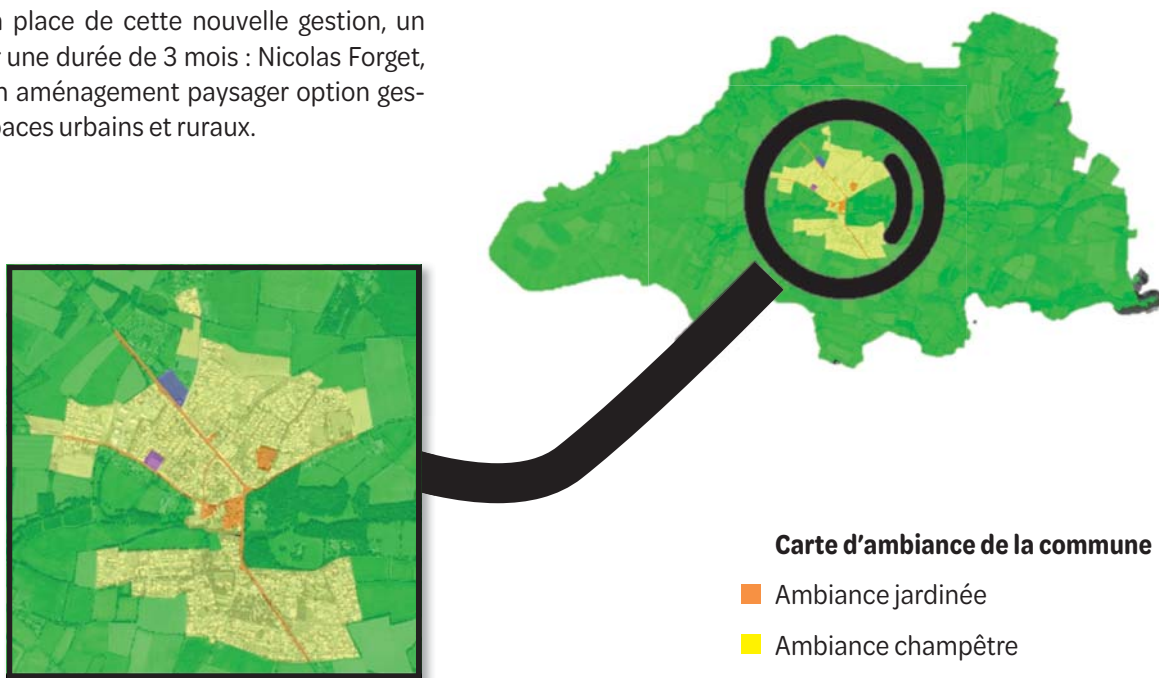 place de cette nouvelle gestion, un
une durée de 3 mois : Nicolas Forget,
aménagement paysager option ges-
paces urbains et ruraux.
Carte d'ambiance de la commune
Ambiance jardinée
Ambiance champêtre